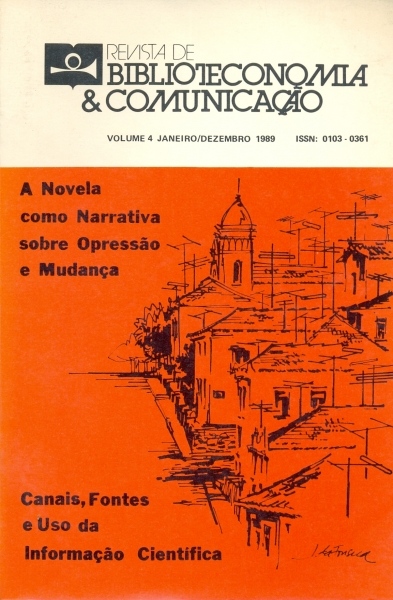 REVISTA DE
BIBLIOTECONOMIA
& COMUNICAÇÃO
VOLUME 4 JANEIRO/DEZEMBRO 1989 ISSN: 0103-0361
A Novela
como Narrativa
sobre Opressão
e Mudança
Canais, Fontes
e Uso da
Informação Científica